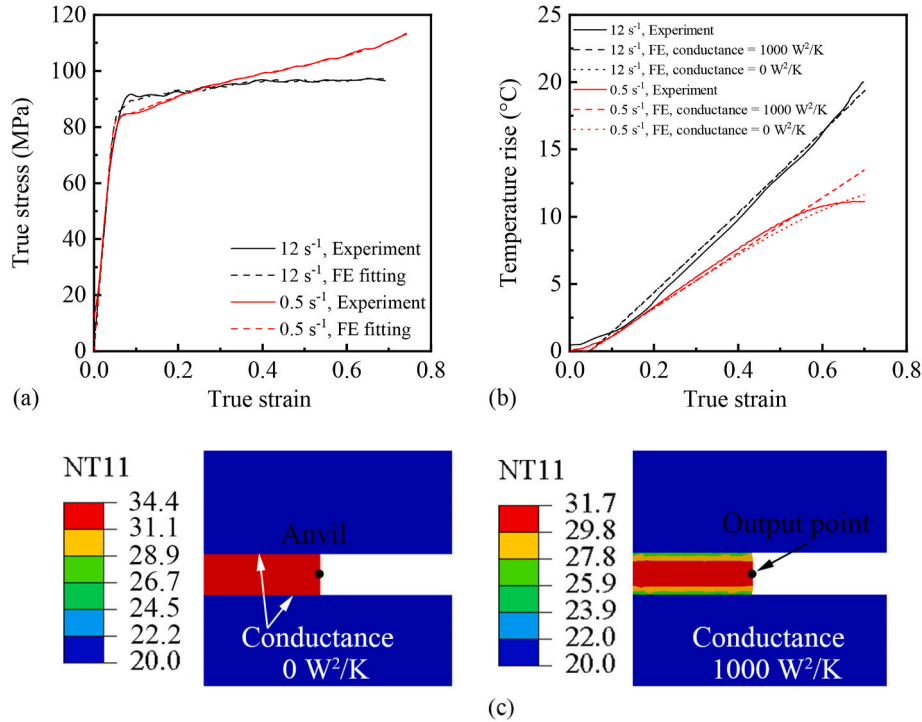 120
100
80
60
40
20
0
0.0 0.2 0.4 0.6 0.8
True stress (MPa)
True strain
12 s⁻¹, Experiment
12 s⁻¹, FE fitting
0.5 s⁻¹, Experiment
0.5 s⁻¹, FE fitting
(a)
25
20
15
10
5
0
0.0 0.2 0.4 0.6 0.8
Temperature rise (°C)
True strain
12 s⁻¹, Experiment
12 s⁻¹, FE, conductance = 1000 W²/K
12 s⁻¹, FE, conductance = 0 W²/K
0.5 s⁻¹, Experiment
0.5 s⁻¹, FE, conductance = 1000 W²/K
0.5 s⁻¹, FE, conductance = 0 W²/K
(b)
NT11
34.4
31.1
28.9
26.7
24.5
22.2
20.0
Anvil
Conductance
0 W²/K
NT11
31.7
29.8
27.8
25.9
23.9
22.0
20.0
Output point
Conductance
1000 W²/K
(c)